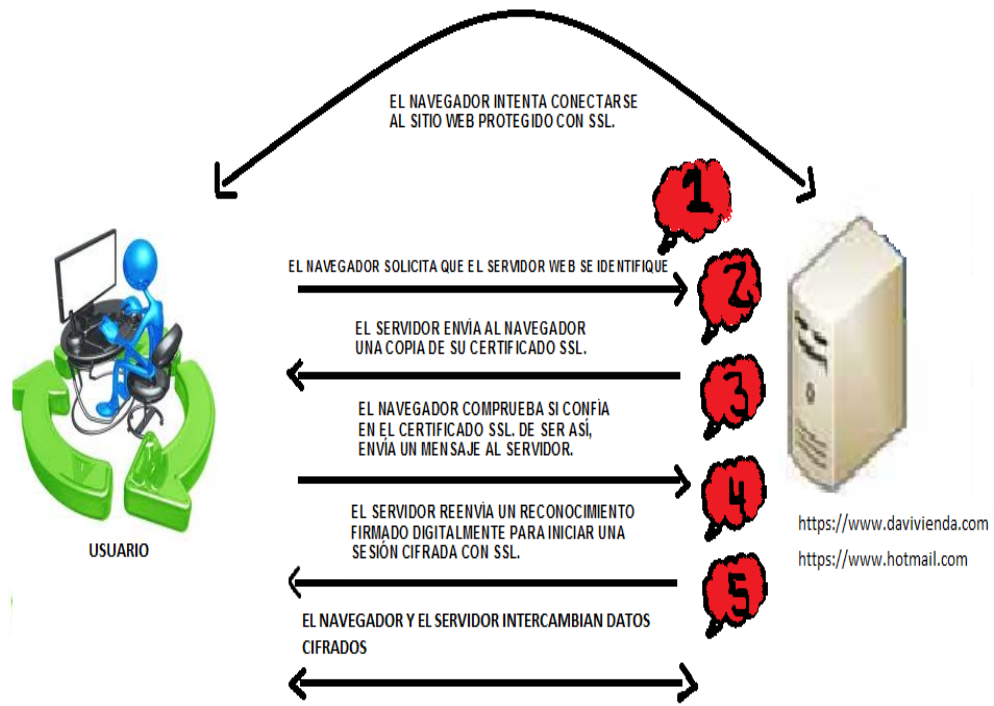 EL NAVEGADOR INTENTA CONECTARSE
AL SITIO WEB PROTEGIDO CON SSL.
1
EL NAVEGADOR SOLICITA QUE EL SERVIDOR WEB SE IDENTIFIQUE
2
EL SERVIDOR ENVÌA AL NAVEGADOR
UNA COPIA DE SU CERTIFICADO SSL.
3
EL NAVEGADOR COMPRUEBA SI CONFÌA
EN EL CERTIFICADO SSL. DE SER ASÍ,
ENVÌA UN MENSAJE AL SERVIDOR.
4
EL SERVIDOR REENVÌA UN RECONOCIMIENTO
FIRMADO DIGITALMENTE PARA INICIAR UNA
SESIÓN CIFRADA CON SSL.
5
EL NAVEGADOR Y EL SERVIDOR INTERCAMBIAN DATOS
CIFRADOS
USUARIO
https://www.davivienda.com
https://www.hotmail.com